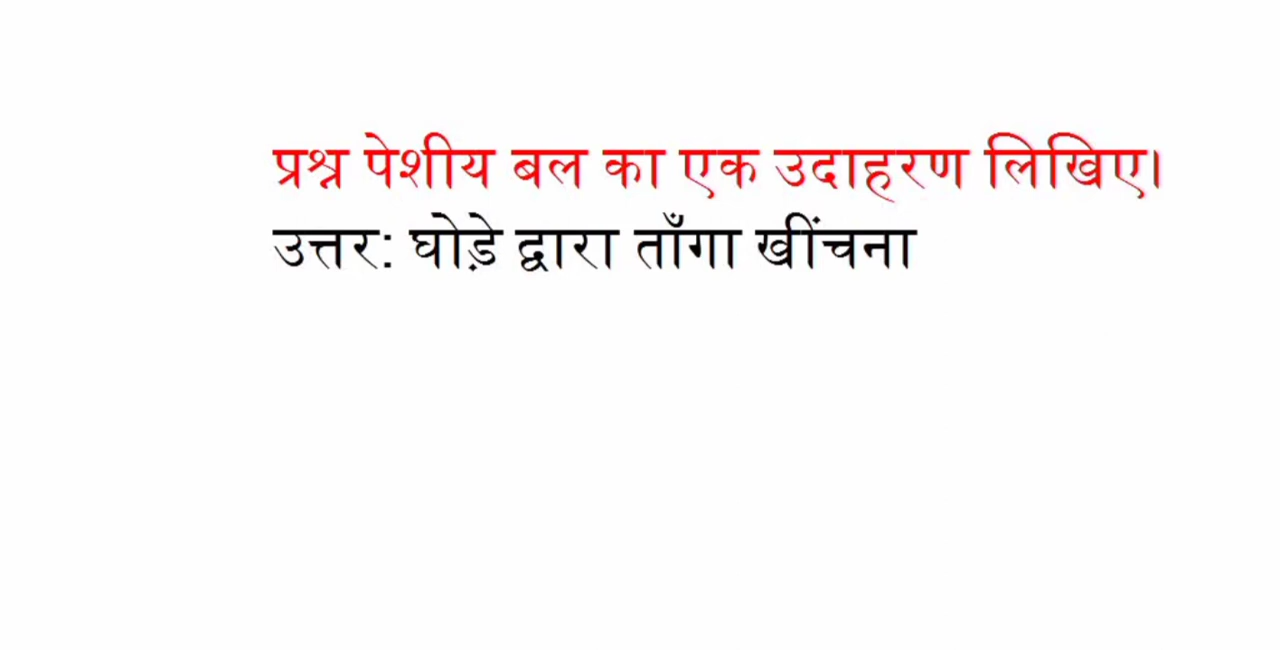 प्रश्न पेशीय बल का एक उदाहरण लिखिए।
उत्तर: घोड़े द्वारा ताँगा खींचना